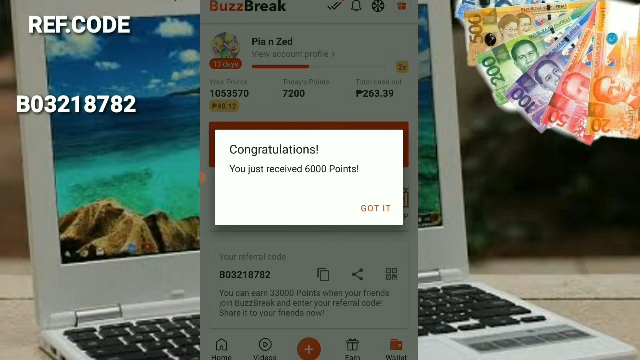 REF.CODE
B03218782
BuzzBreak
Pia n Zed
View account profile >
13 days
2x
Your Points
Today's Points
Total cash out
1053570
7200
₱263.39
₱48.12
Congratulations!
You just received 6000 Points!
GOT IT
Your referral code
B03218782
You can earn 33000 Points when your friends
join BuzzBreak and enter your referral code!
Share it to your friends now!
Home
Videos
Earn
Wallet